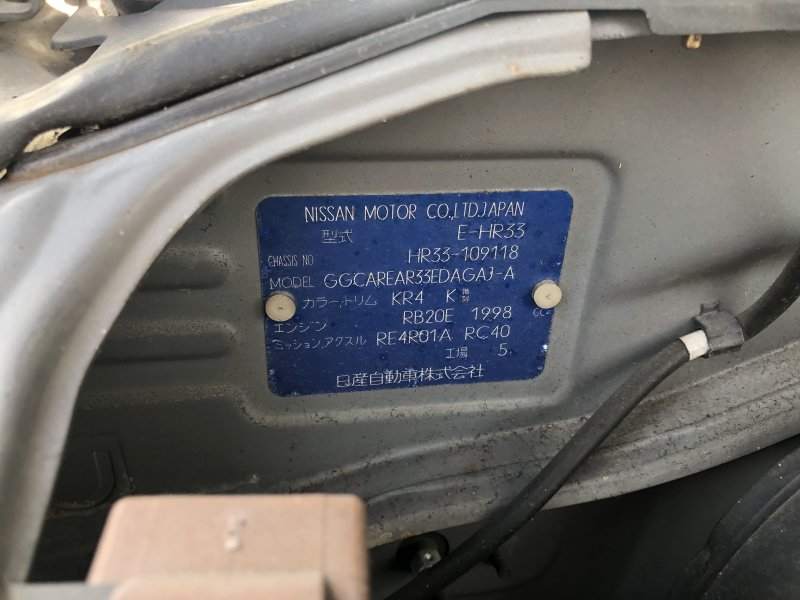 NISSAN MOTOR CO.,LTD.JAPAN
型式 E-HR33
CHASSIS NO HR33-109118
MODEL GGCAREAR33EDAGAJ-A
カラー,トリム KR4 K
エンジン RB20E 1998 CC
ミッション,アクスル RE4R01A RC40
工場 5
日産自動車株式会社